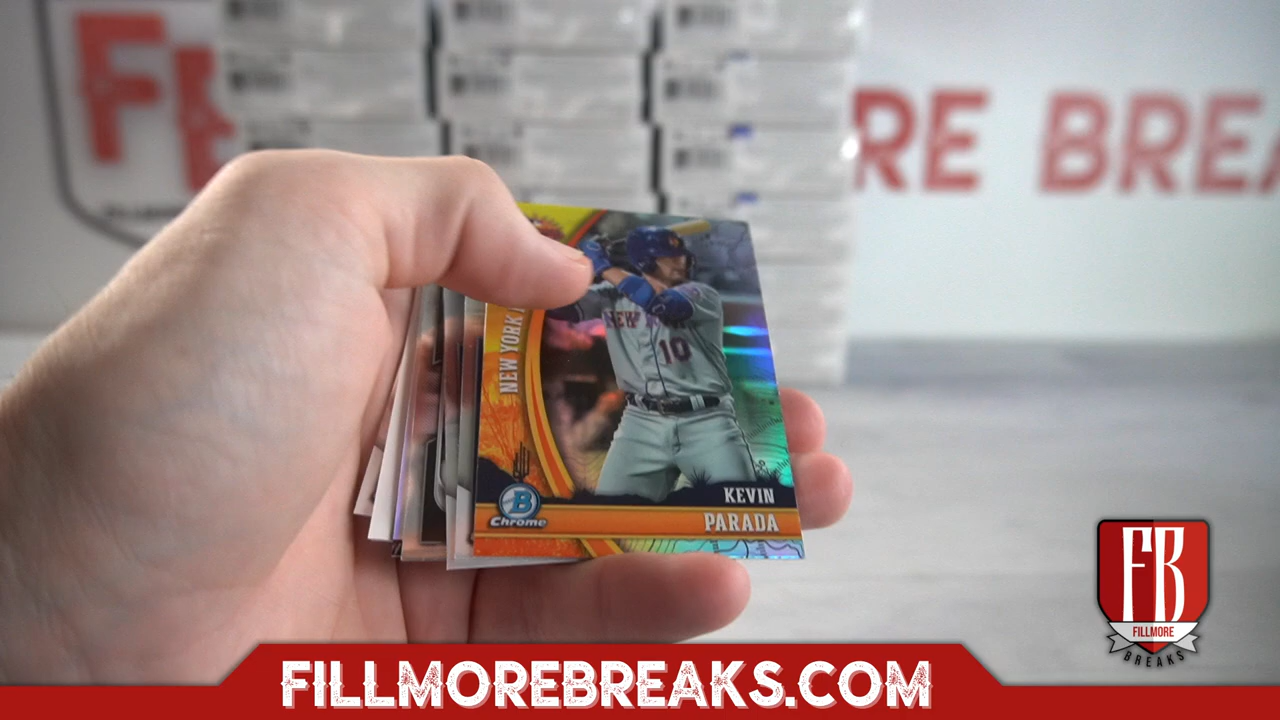 RE BREA
NEW YORK
NEW YORK
10
KEVIN
PARADA
B
Chrome
FB
FILLMORE
BREAKS
FILLMOREBREAKS.COM